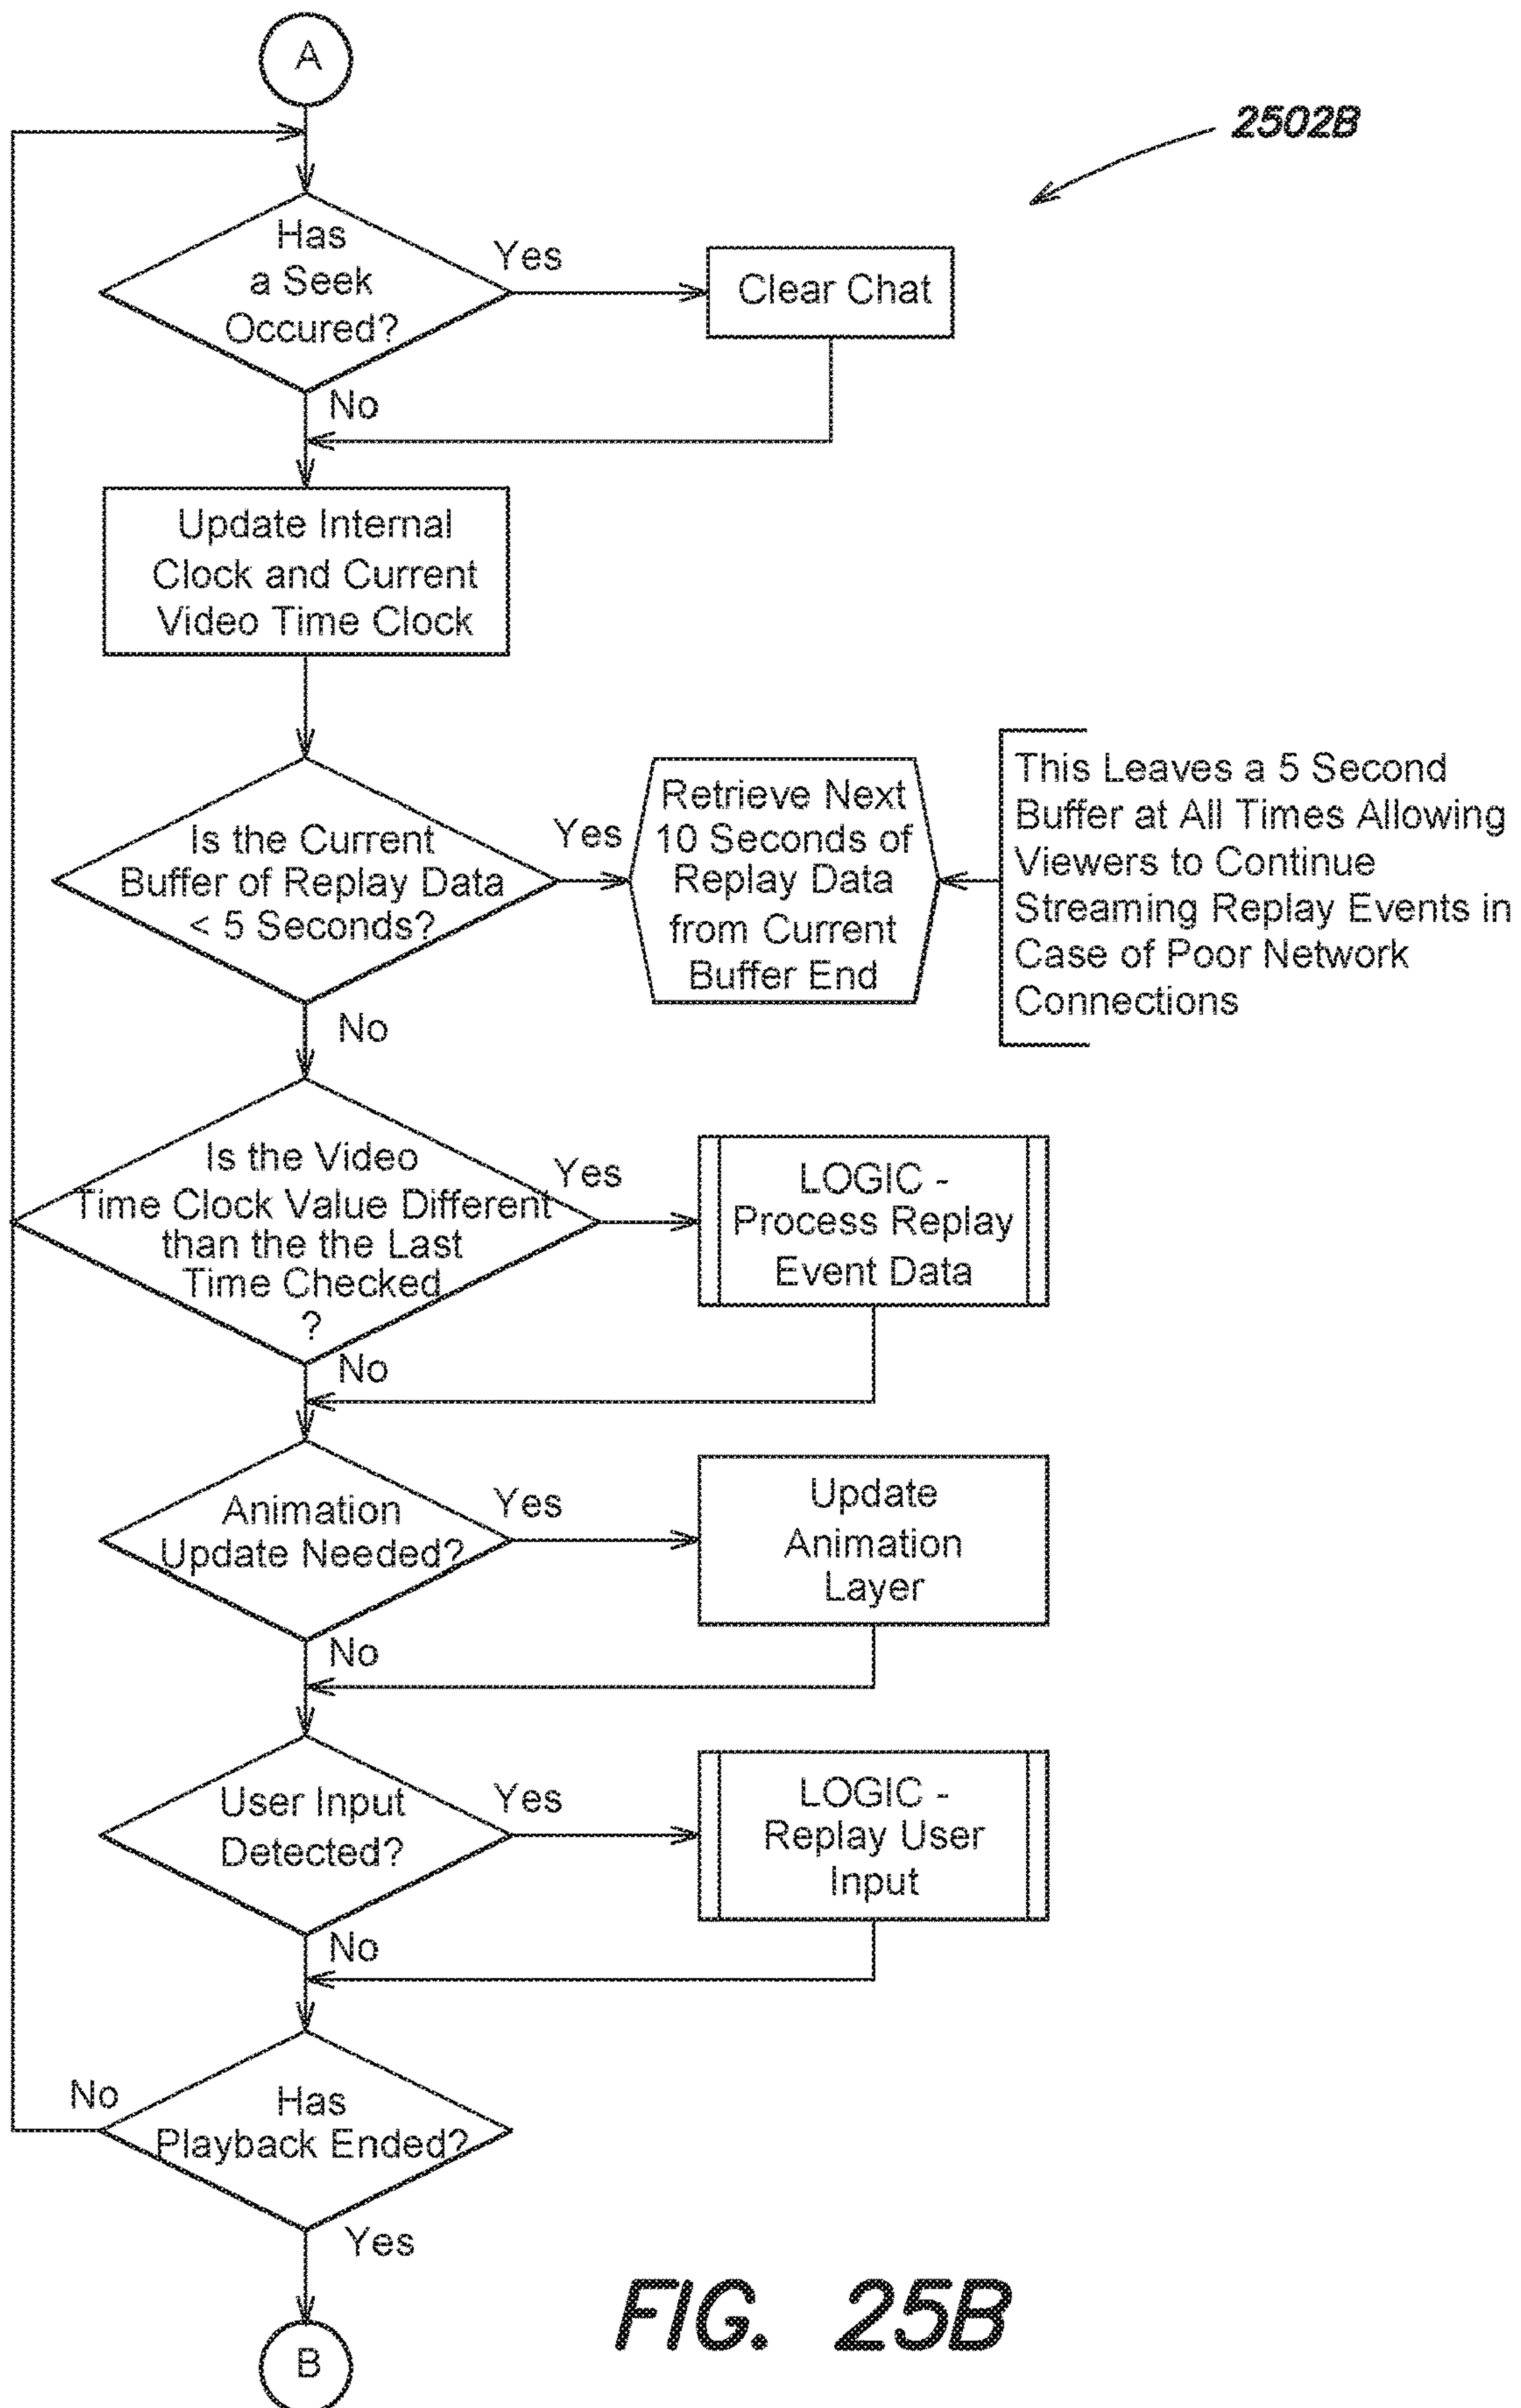 A
2502B
Has
a Seek
Occured?
Yes
Clear Chat
No
Update Internal
Clock and Current
Video Time Clock
Is the Current
Buffer of Replay Data
< 5 Seconds?
Yes
Retrieve Next
10 Seconds of
Replay Data
from Current
Buffer End
This Leaves a 5 Second
Buffer at All Times Allowing
Viewers to Continue
Streaming Replay Events in
Case of Poor Network
Connections
No
Is the Video
Time Clock Value Different
than the the Last
Time Checked
?
Yes
LOGIC -
Process Replay
Event Data
No
Animation
Update Needed?
Yes
Update
Animation
Layer
No
User Input
Detected?
Yes
LOGIC -
Replay User
Input
No
Has
Playback Ended?
No
Yes
B
FIG. 25B